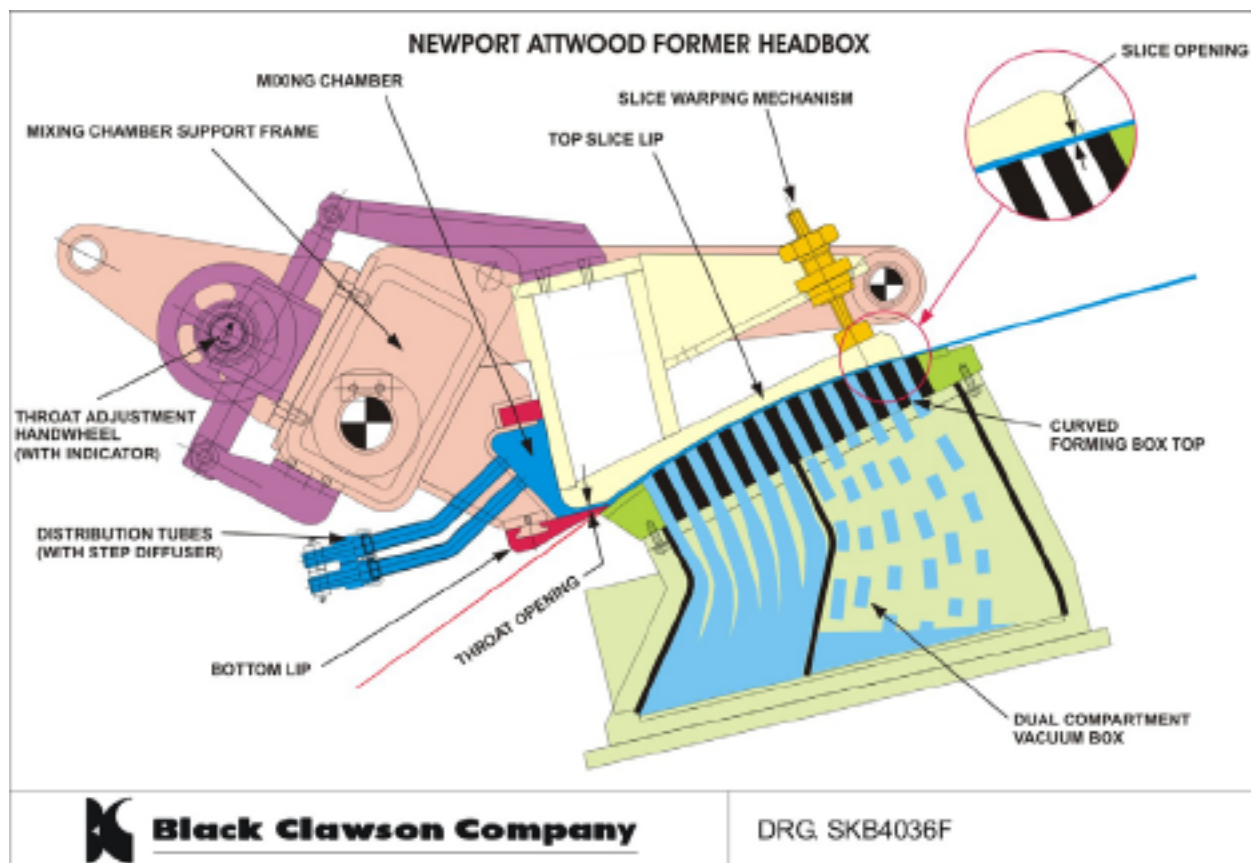 NEWPORT ATTWOOD FORMER HEADBOX
SLICE OPENING
MIXING CHAMBER
SLICE WARPING MECHANISM
MIXING CHAMBER SUPPORT FRAME
TOP SLICE LIP
THROAT ADJUSTMENT
HANDWHEEL
(WITH INDICATOR)
CURVED
FORMING BOX TOP
DISTRIBUTION TUBES
(WITH STEP DIFFUSER)
THROAT OPENING
BOTTOM LIP
DUAL COMPARTMENT
VACUUM BOX
Black Clawson Company
DRG. SKB4036F